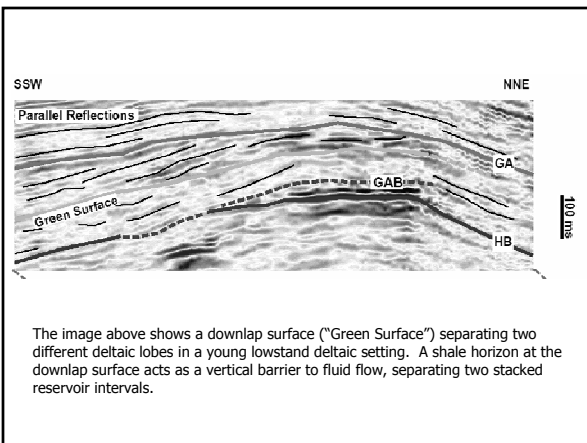 SSW NNE
Parallel Reflections
GA
GAB
Green Surface
HB
100 ms
The image above shows a downlap surface (“Green Surface”) separating two
different deltaic lobes in a young lowstand deltaic setting.  A shale horizon at the
downlap surface acts as a vertical barrier to fluid flow, separating two stacked
reservoir intervals.